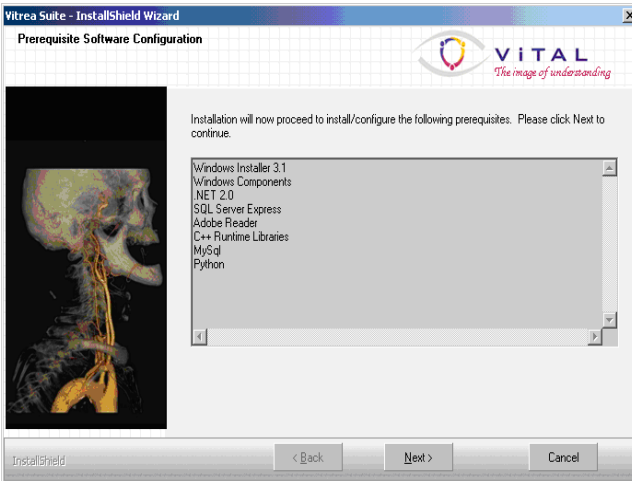 Vitrea Suite - InstallShield Wizard
Prerequisite Software Configuration
ViTAL
The image of understanding
Installation will now proceed to install/configure the following prerequisites. Please click Next to
continue.
Windows Installer 3.1
Windows Components
.NET 2.0
SQL Server Express
Adobe Reader
C++ Runtime Libraries
MySql
Python
InstallShield
< Back
Next >
Cancel